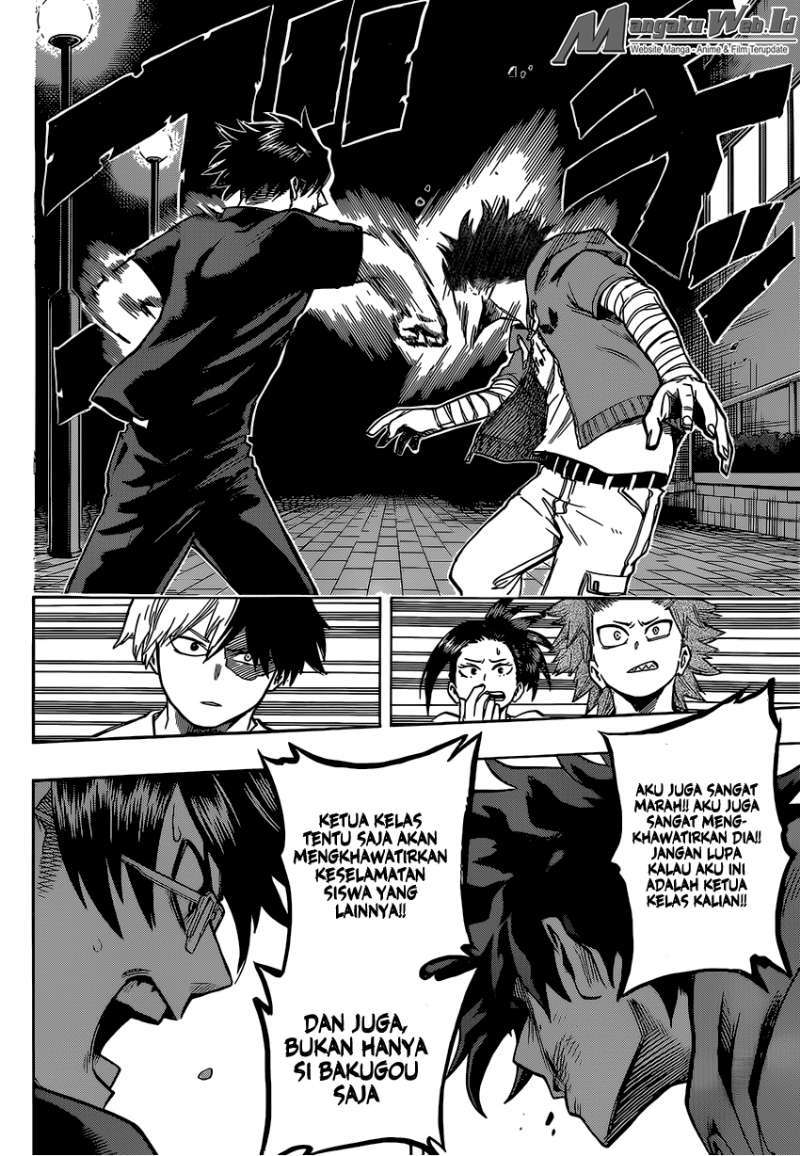 Mangaku.Web.Id
Website Manga - Anime & Film Terupdate
AKU JUGA SANGAT
MARAH!! AKU JUGA
SANGAT MENG-
KHAWATIRKAN DIA!!
JANGAN LUPA
KALAU AKU INI
ADALAH KETUA
KELAS KALIAN!!
KETUA KELAS
TENTU SAJA AKAN
MENGKHAWATIRKAN
KESELAMATAN
SISWA YANG
LAINNYA!!
DAN JUGA,
BUKAN HANYA
SI BAKUGOU
SAJA